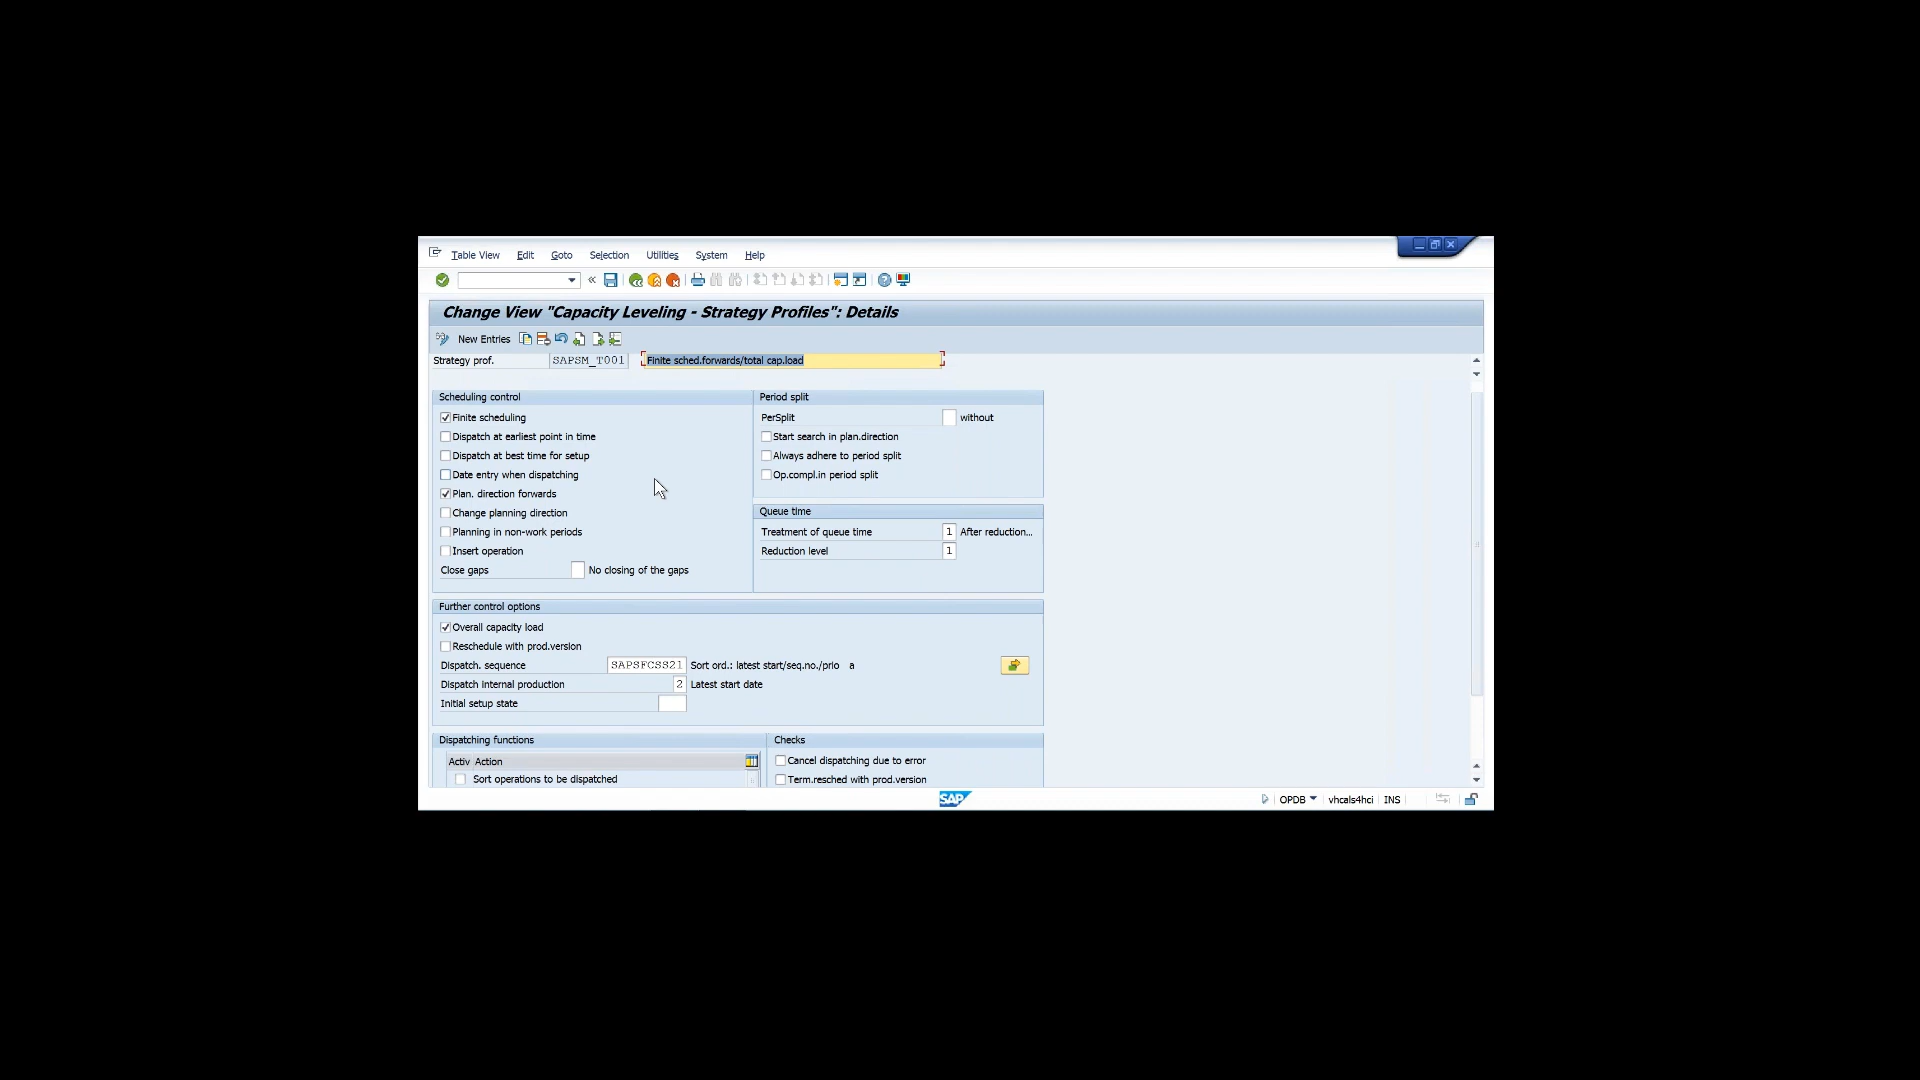 Table View Edit Goto Selection Utilities System Help
Change View "Capacity Leveling - Strategy Profiles": Details
New Entries
Strategy prof. SAPSM_T001 Finite sched.forwards/total cap.load
Scheduling control
Finite scheduling
Dispatch at earliest point in time
Dispatch at best time for setup
Date entry when dispatching
Plan. direction forwards
Change planning direction
Planning in non-work periods
Insert operation
Close gaps No closing of the gaps
Period split
PerSplit without
Start search in plan.direction
Always adhere to period split
Op.compl.in period split
Queue time
Treatment of queue time 1 After reduction...
Reduction level 1
Further control options
Overall capacity load
Reschedule with prod.version
Dispatch. sequence SAPSFCSS21 Sort ord.: latest start/seq.no./prio a
Dispatch internal production 2 Latest start date
Initial setup state
Dispatching functions
Activ Action
Sort operations to be dispatched
Checks
Cancel dispatching due to error
Term.resched with prod.version
SAP OPDB vhcals4hci INS